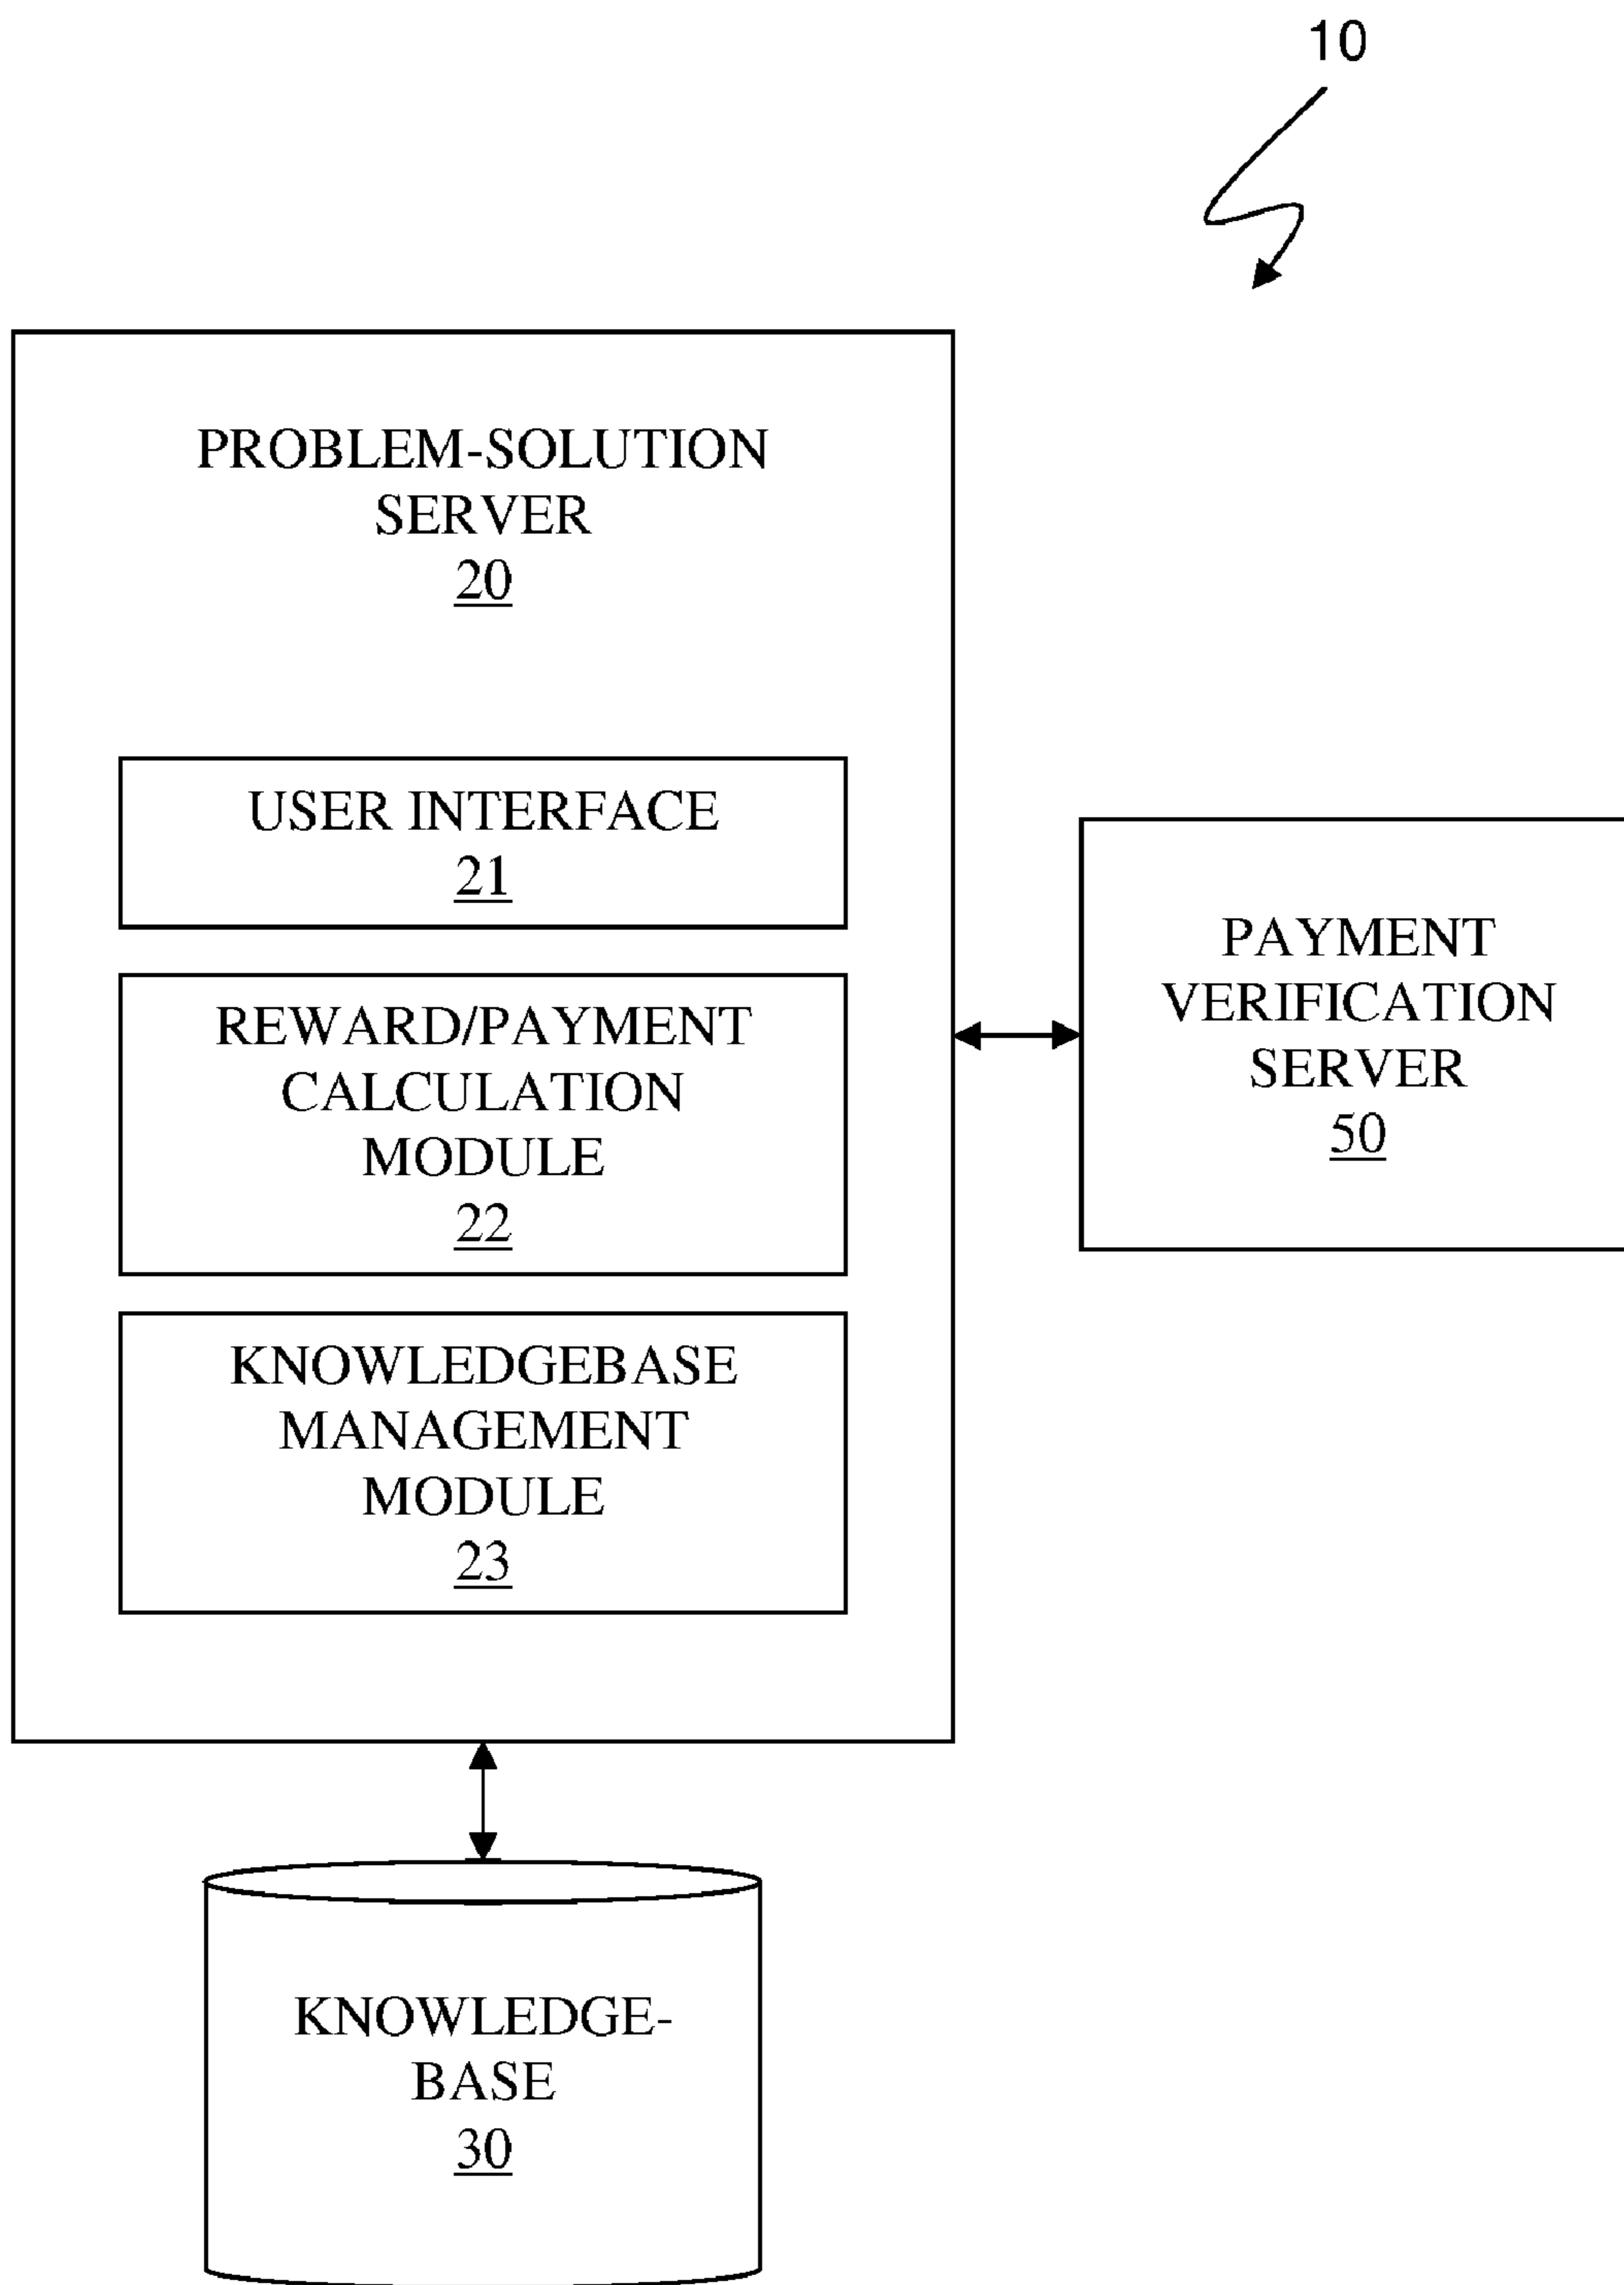 10
PROBLEM-SOLUTION
SERVER
20
USER INTERFACE
21
REWARD/PAYMENT
CALCULATION
MODULE
22
KNOWLEDGEBASE
MANAGEMENT
MODULE
23
PAYMENT
VERIFICATION
SERVER
50
KNOWLEDGE-
BASE
30